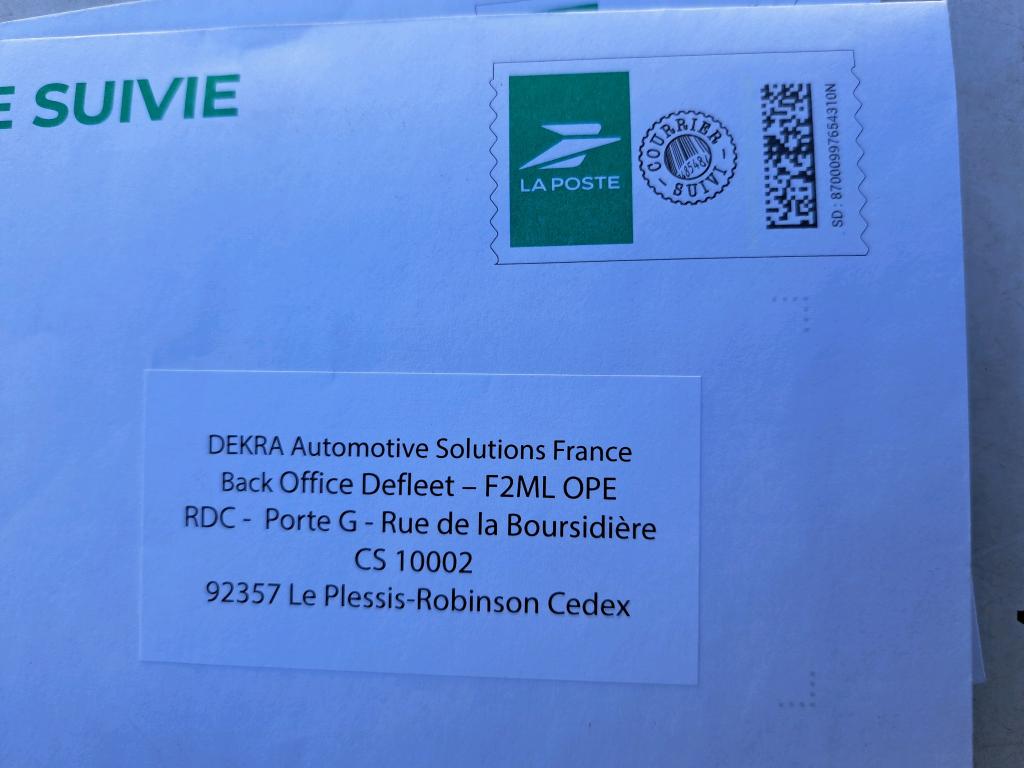 E SUIVIE
LA POSTE
COURRIER
SUIVI
SD : 87000997654310N
DEKRA Automotive Solutions France
Back Office Defleet – F2ML OPE
RDC - Porte G - Rue de la Boursidière
CS 10002
92357 Le Plessis-Robinson Cedex